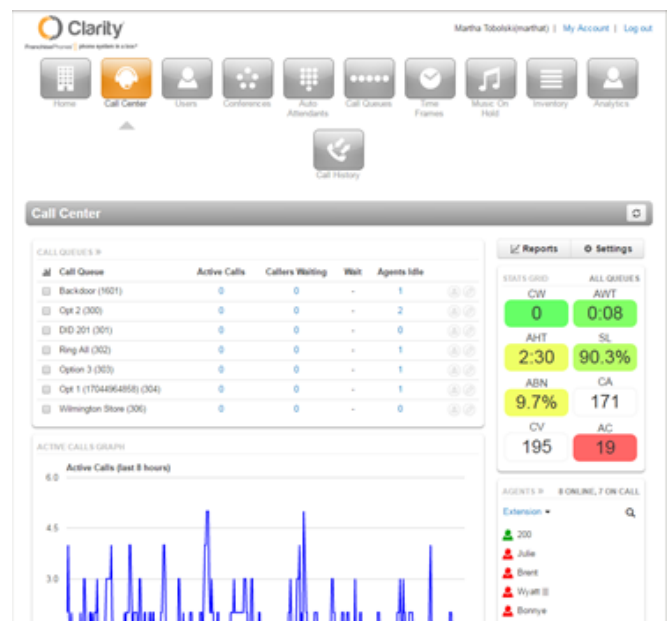 Clarity
phone system in a box
Martha Tobolski(marthat) | My Account | Log out
Home
Call Center
Users
Conferences
Auto Attendants
Call Queues
Time Frames
Music On Hold
Inventory
Analytics
Call History
Call Center
Reports
Settings
CALL QUEUES »
Call Queue Active Calls Callers Waiting Wait Agents Idle
Backdoor (1601) 0 0 - 1
Opt 2 (300) 0 0 - 2
DID 201 (301) 0 0 - 0
Ring All (302) 0 0 - 1
Option 3 (303) 0 0 - 1
Opt 1 (17044964858) (304) 0 0 - 1
Wilmington Store (306) 0 0 - 0
STATS GRID ALL QUEUES
CW AWT
0 0:08
AHT SL
2:30 90.3%
ABN CA
9.7% 171
CV AC
195 19
ACTIVE CALLS GRAPH
Active Calls (last 8 hours)
6.0
4.5
3.0
AGENTS » 8 ONLINE, 7 ON CALL
Extension
200
Julie
Brent
Wyatt
Bonnye